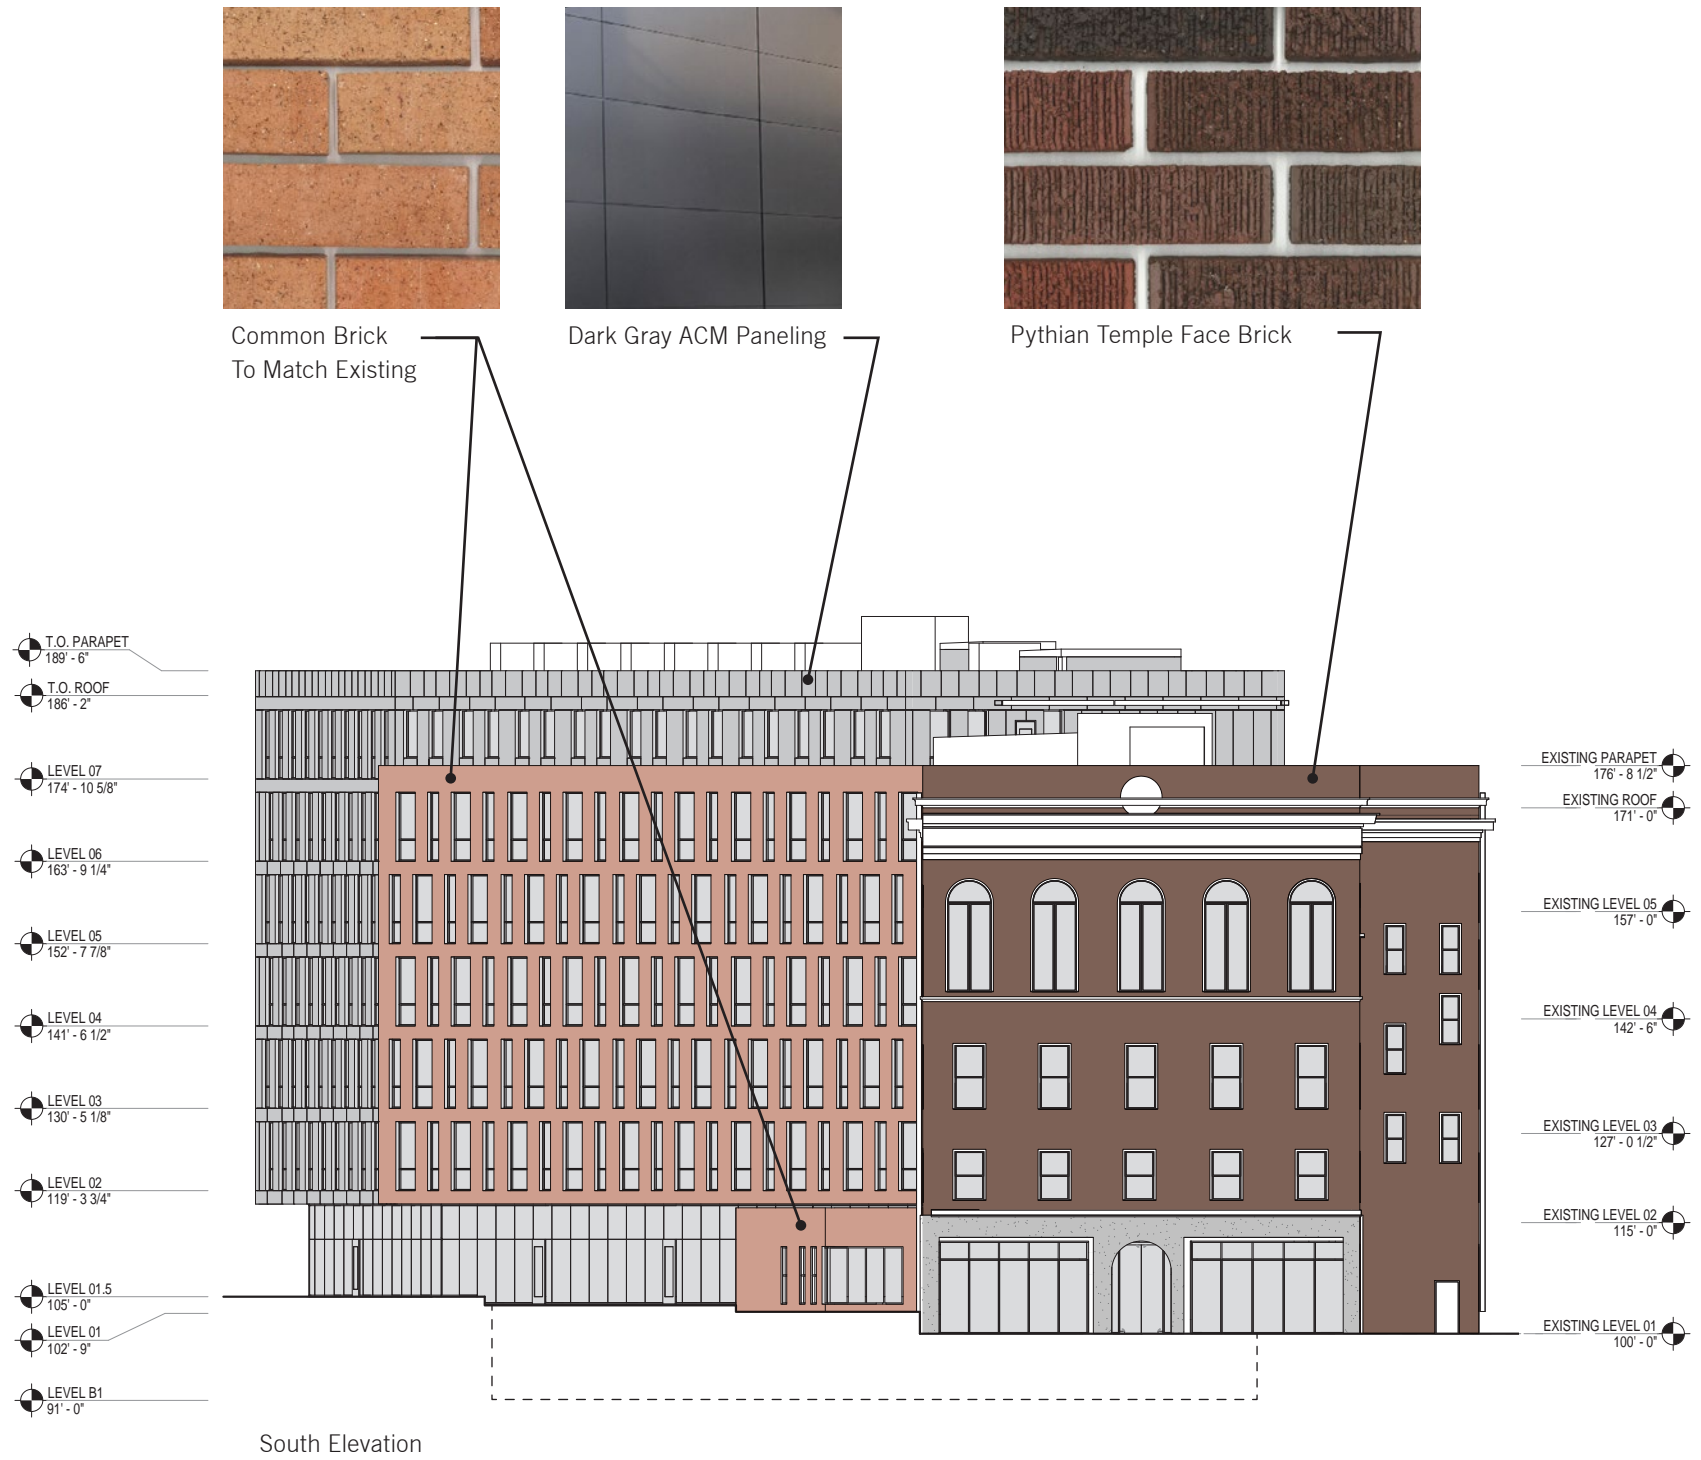 Common Brick
To Match Existing
Dark Gray ACM Paneling
Pythian Temple Face Brick
T.O. PARAPET
189' - 6"
T.O. ROOF
186' - 2"
LEVEL 07
174' - 10 5/8"
LEVEL 06
163' - 9 1/4"
LEVEL 05
152' - 7 7/8"
LEVEL 04
141' - 6 1/2"
LEVEL 03
130' - 5 1/8"
LEVEL 02
119' - 3 3/4"
LEVEL 01.5
105' - 0"
LEVEL 01
102' - 9"
LEVEL B1
91' - 0"
EXISTING PARAPET
176' - 8 1/2"
EXISTING ROOF
171' - 0"
EXISTING LEVEL 05
157' - 0"
EXISTING LEVEL 04
142' - 6"
EXISTING LEVEL 03
127' - 0 1/2"
EXISTING LEVEL 02
115' - 0"
EXISTING LEVEL 01
100' - 0"
South Elevation